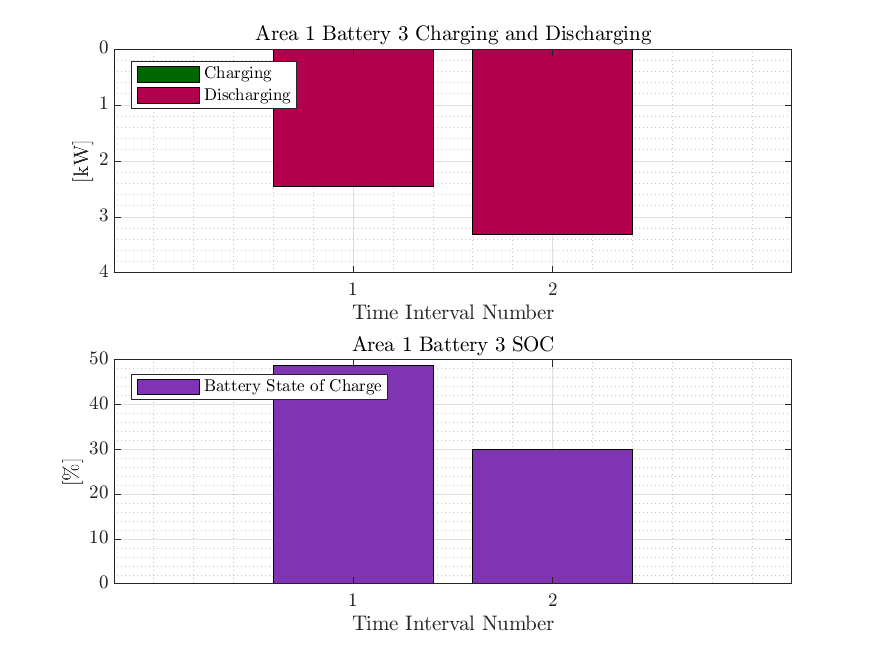 Area 1 Battery 3 Charging and Discharging
0
Charging
Discharging
1
2
3
4
[kW]
1 2
Time Interval Number
Area 1 Battery 3 SOC
50
Battery State of Charge
40
30
20
10
0
[%]
1 2
Time Interval Number